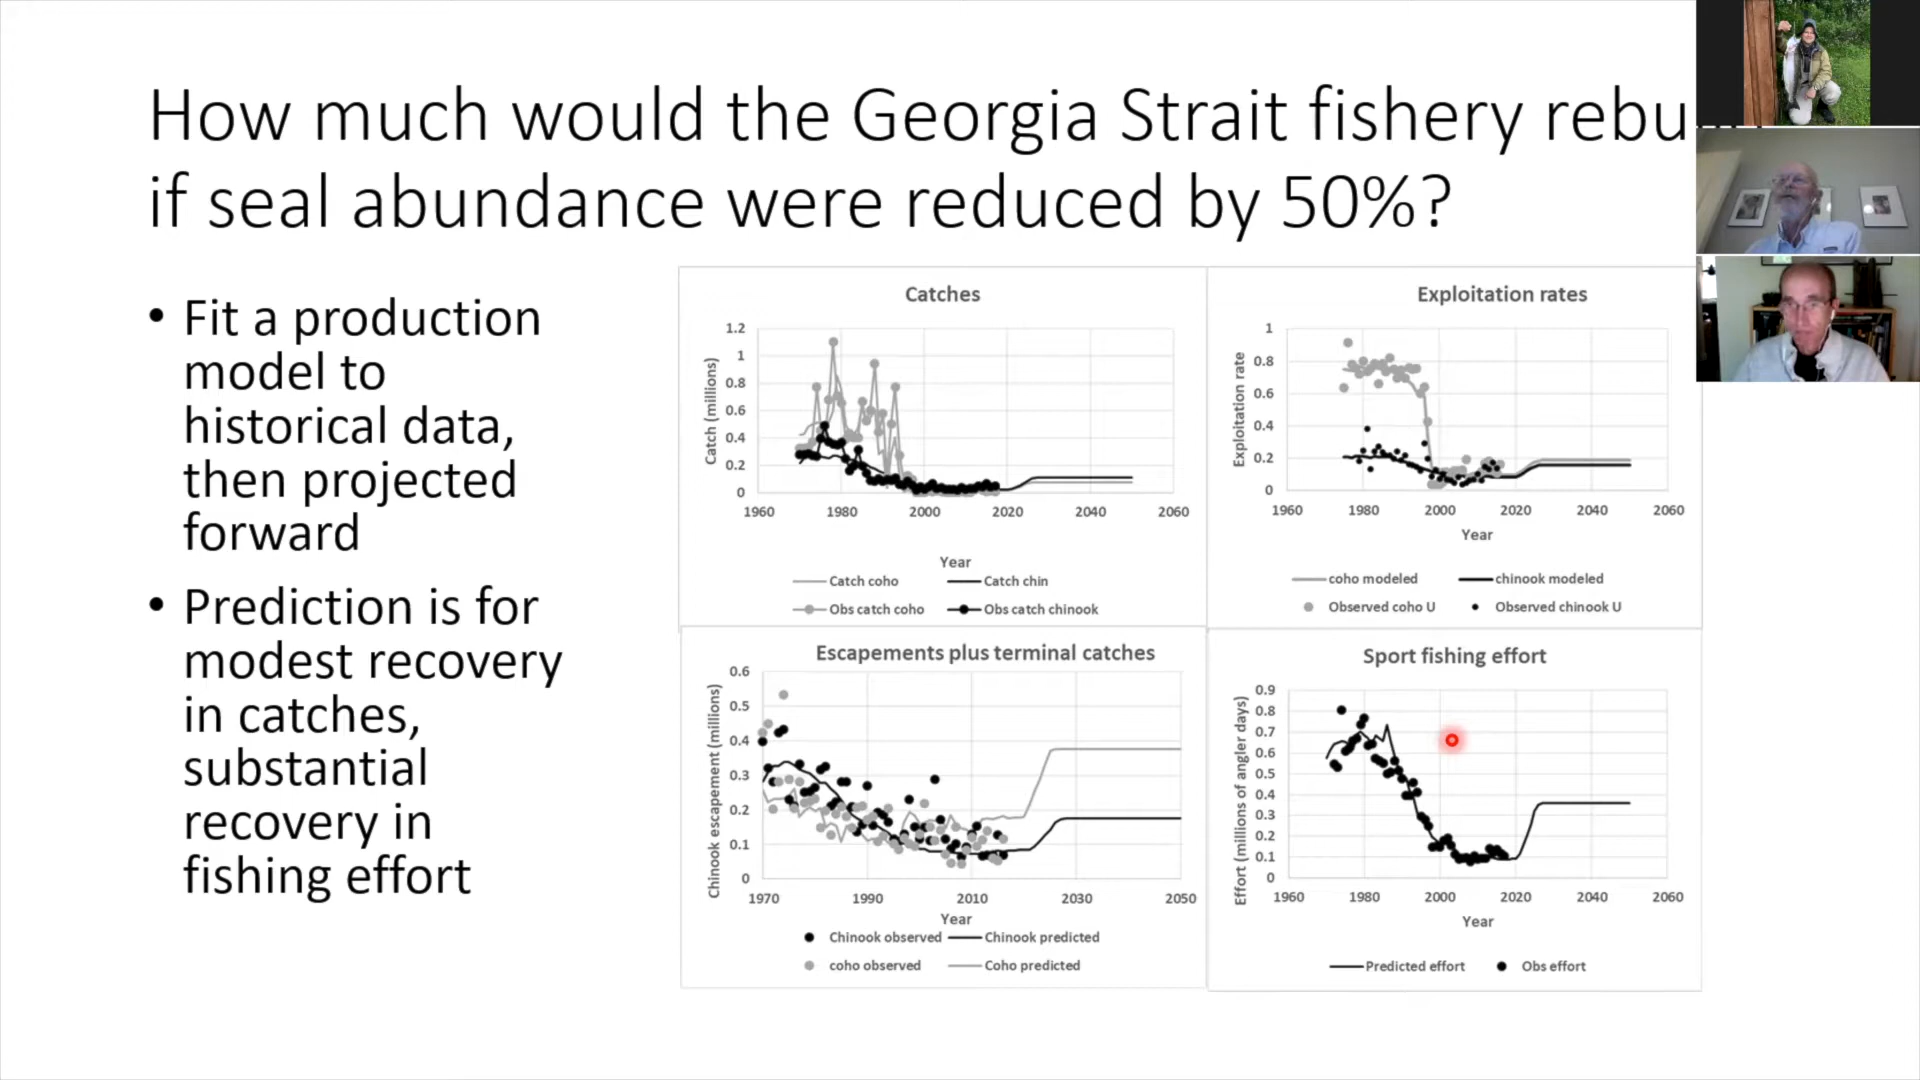 How much would the Georgia Strait fishery rebu
if seal abundance were reduced by 50%?
• Fit a production
model to
historical data,
then projected
forward
• Prediction is for
modest recovery
in catches,
substantial
recovery in
fishing effort
Catches
Catch (millions)
1.2
1
0.8
0.6
0.4
0.2
0
1960 1980 2000 2020 2040 2060
Year
Catch coho Catch chin
Obs catch coho Obs catch chinook
Exploitation rates
Exploitation rate
1
0.8
0.6
0.4
0.2
0
1960 1980 2000 2020 2040 2060
Year
coho modeled chinook modeled
Observed coho U Observed chinook U
Escapements plus terminal catches
Chinook escapement (millions)
0.6
0.5
0.4
0.3
0.2
0.1
0
1970 1990 2010 2030 2050
Year
Chinook observed Chinook predicted
coho observed Coho predicted
Sport fishing effort
Effort (millions of angler days)
0.9
0.8
0.7
0.6
0.5
0.4
0.3
0.2
0.1
0
1960 1980 2000 2020 2040 2060
Year
Predicted effort Obs effort